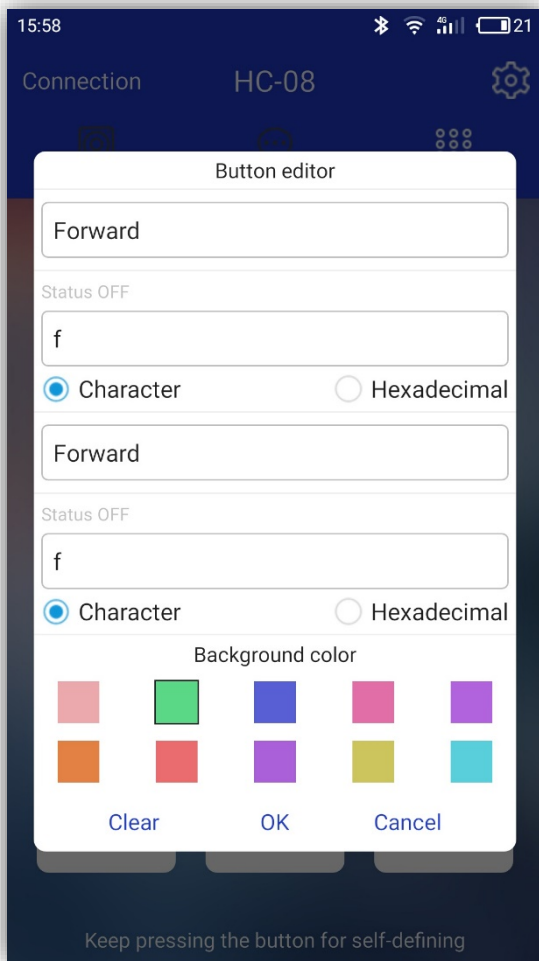 15:58 4G 21
Connection HC-08
Button editor
Forward
Status OFF
f
Character Hexadecimal
Forward
Status OFF
f
Character Hexadecimal
Background color
Clear OK Cancel
Keep pressing the button for self-defining